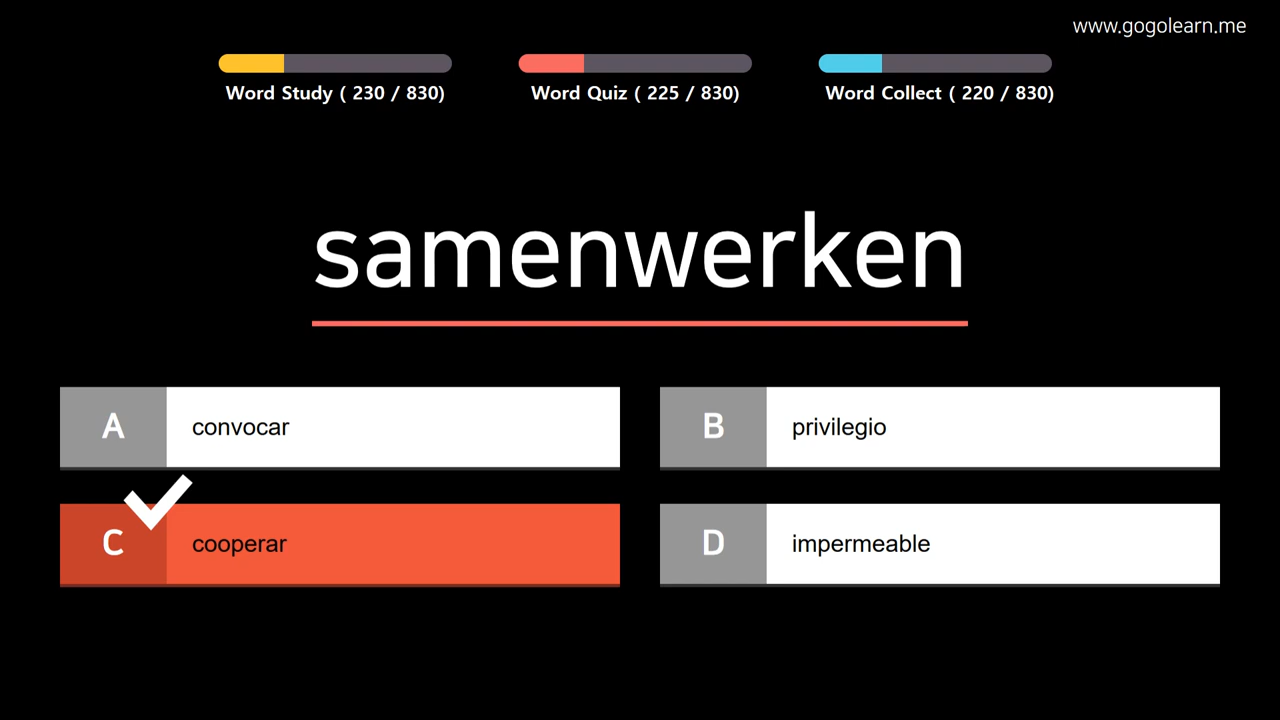 www.gogolearn.me
Word Study ( 230 / 830)
Word Quiz ( 225 / 830)
Word Collect ( 220 / 830)
samenwerken
A convocar
B privilegio
C cooperar
D impermeable